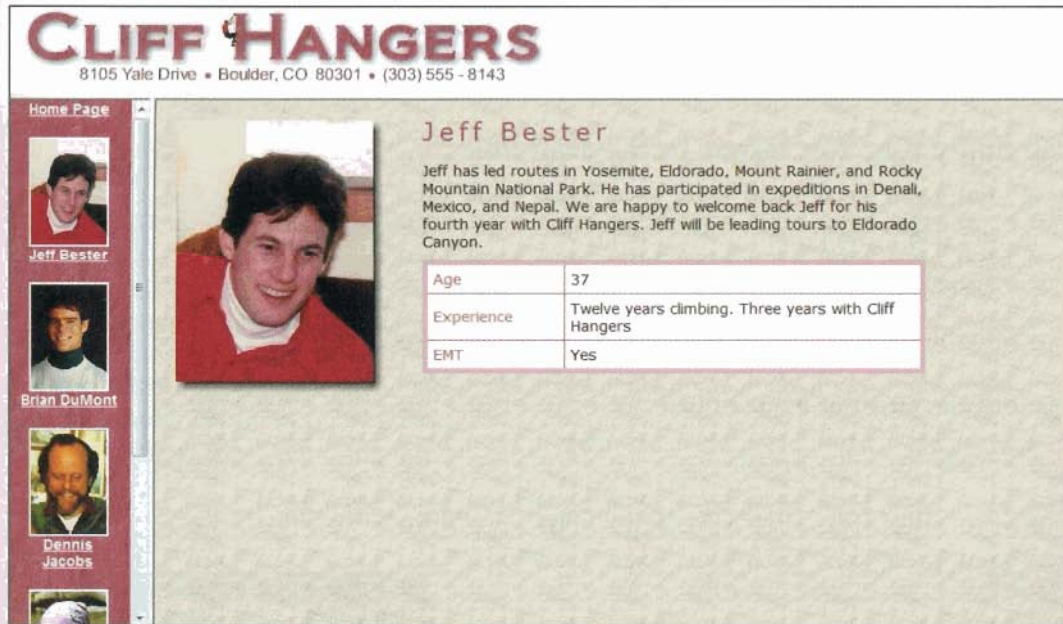 CLIFF HANGERS
8105 Yale Drive • Boulder, CO 80301 • (303) 555 - 8143
Home Page
Jeff Bester
Brian DuMont
Dennis
Jacobs
Jeff Bester
Jeff has led routes in Yosemite, Eldorado, Mount Rainier, and Rocky
Mountain National Park. He has participated in expeditions in Denali,
Mexico, and Nepal. We are happy to welcome back Jeff for his
fourth year with Cliff Hangers. Jeff will be leading tours to Eldorado
Canyon.
Age 37
Experience Twelve years climbing. Three years with Cliff
Hangers
EMT Yes